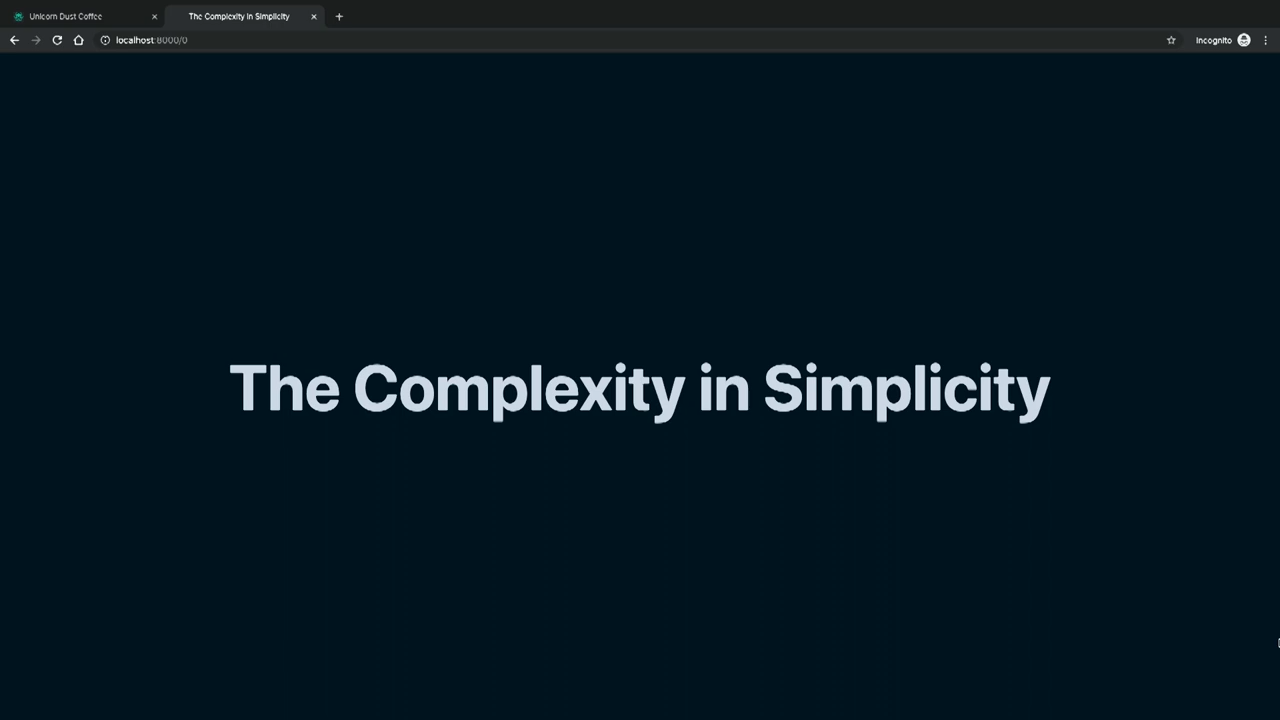 Unicorn Dust Coffee
The Complexity in Simplicity
localhost:8000/0
Incognito
The Complexity in Simplicity